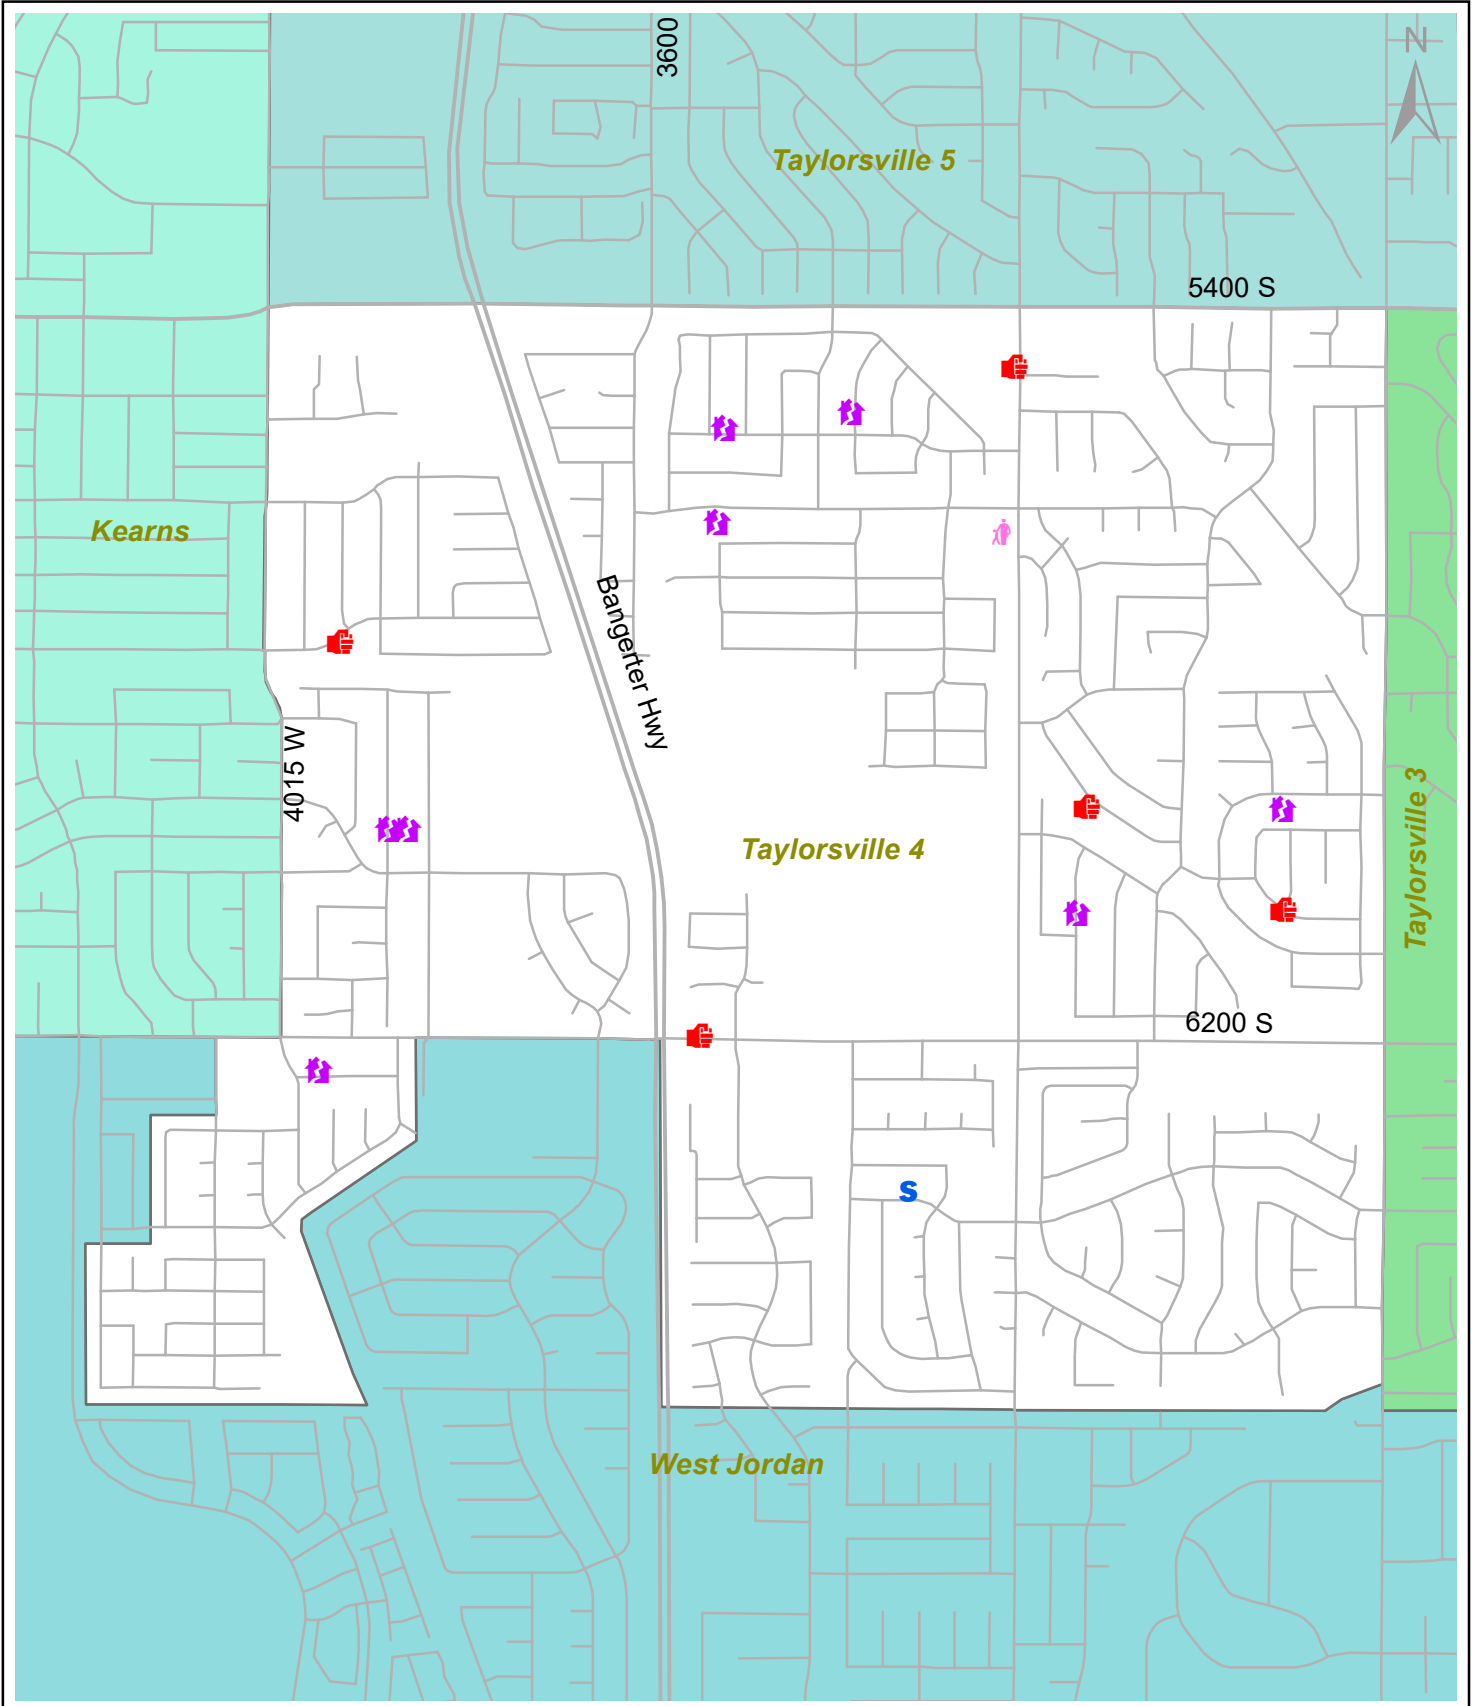 3600
N
Taylorsville 5
5400 S
Kearns
Bangerter Hwy
4015 W
Taylorsville 4
Taylorsville 3
6200 S
S
West Jordan